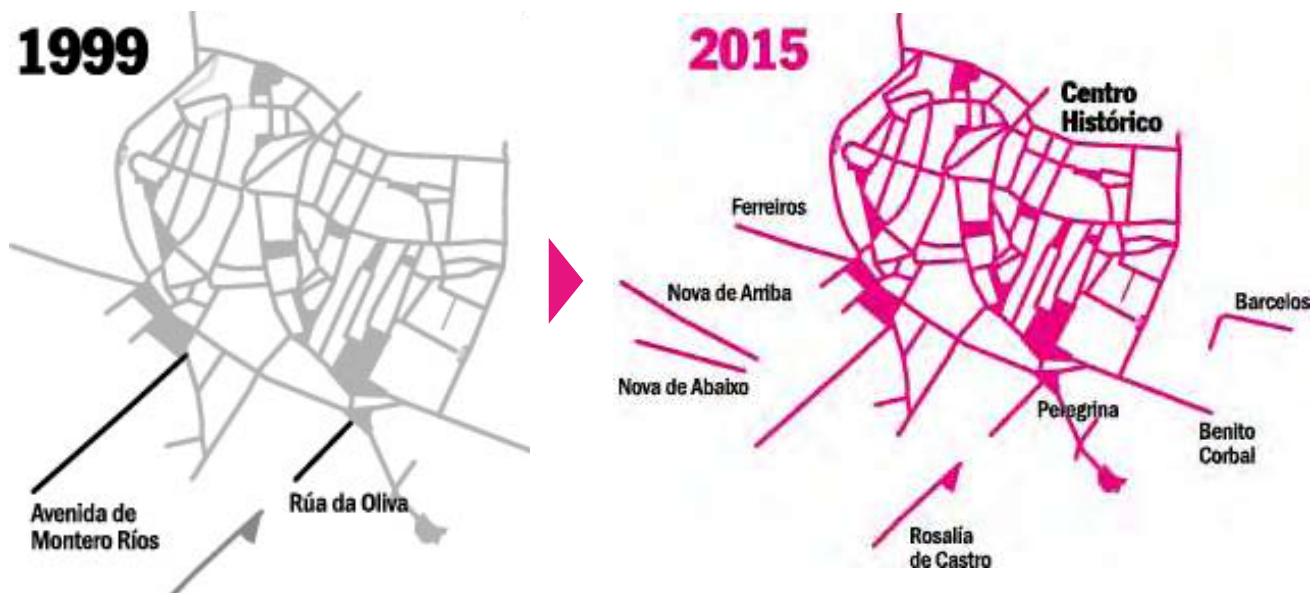 1999
Avenida de
Montero Ríos
Rúa da Oliva
2015
Centro
Histórico
Ferreiros
Nova de Arriba
Nova de Abaixo
Barcelos
Peregrina
Benito
Corbal
Rosalía
de Castro